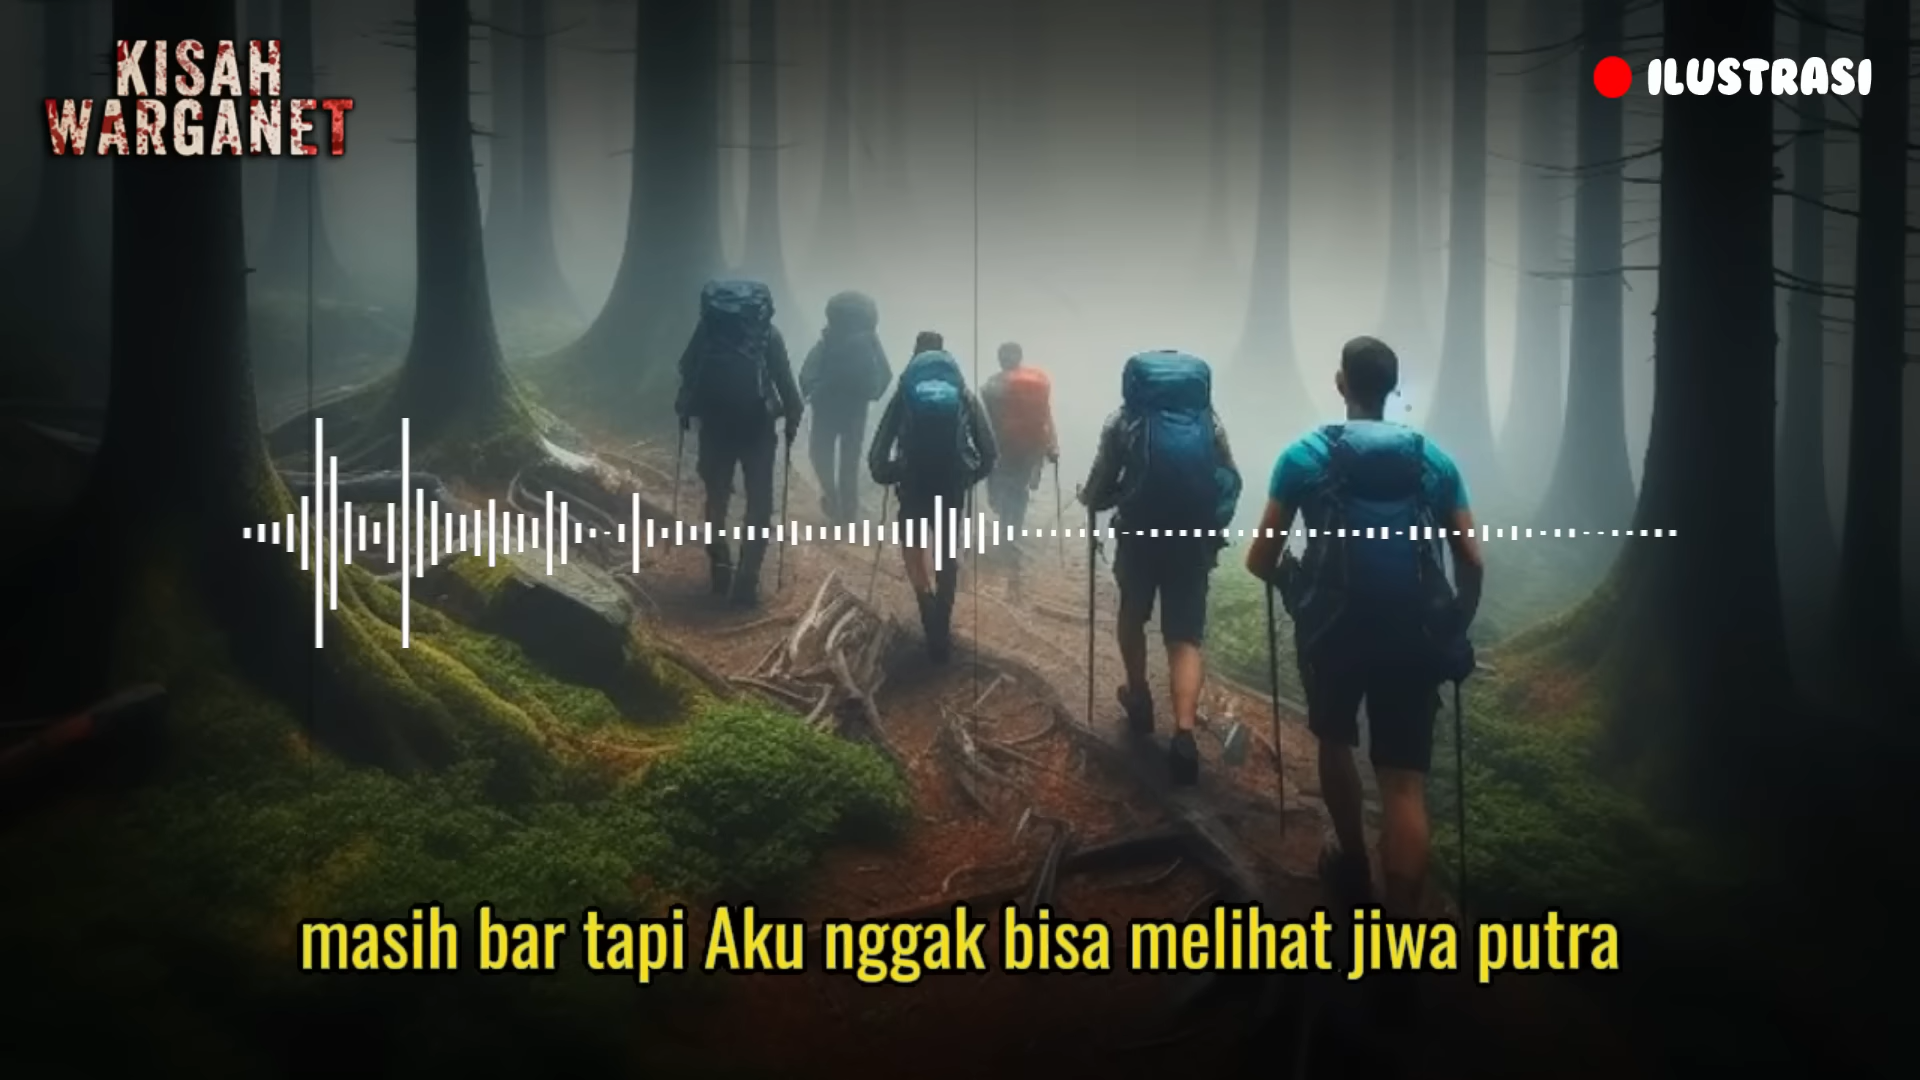 KISAH
WARGANET
ILUSTRASI
masih bar tapi Aku nggak bisa melihat jiwa putra